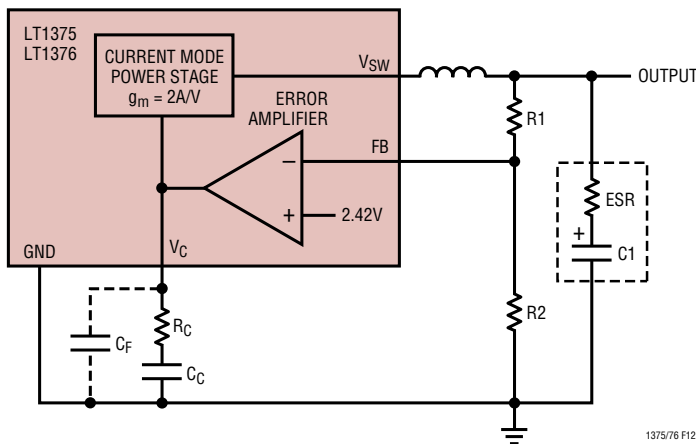 LT1375
LT1376
CURRENT MODE
POWER STAGE
gm = 2A/V
VSW
OUTPUT
ERROR
AMPLIFIER
R1
FB
−
+
2.42V
ESR
+
C1
GND
VC
RC
R2
CF
CC
1375/76 F12